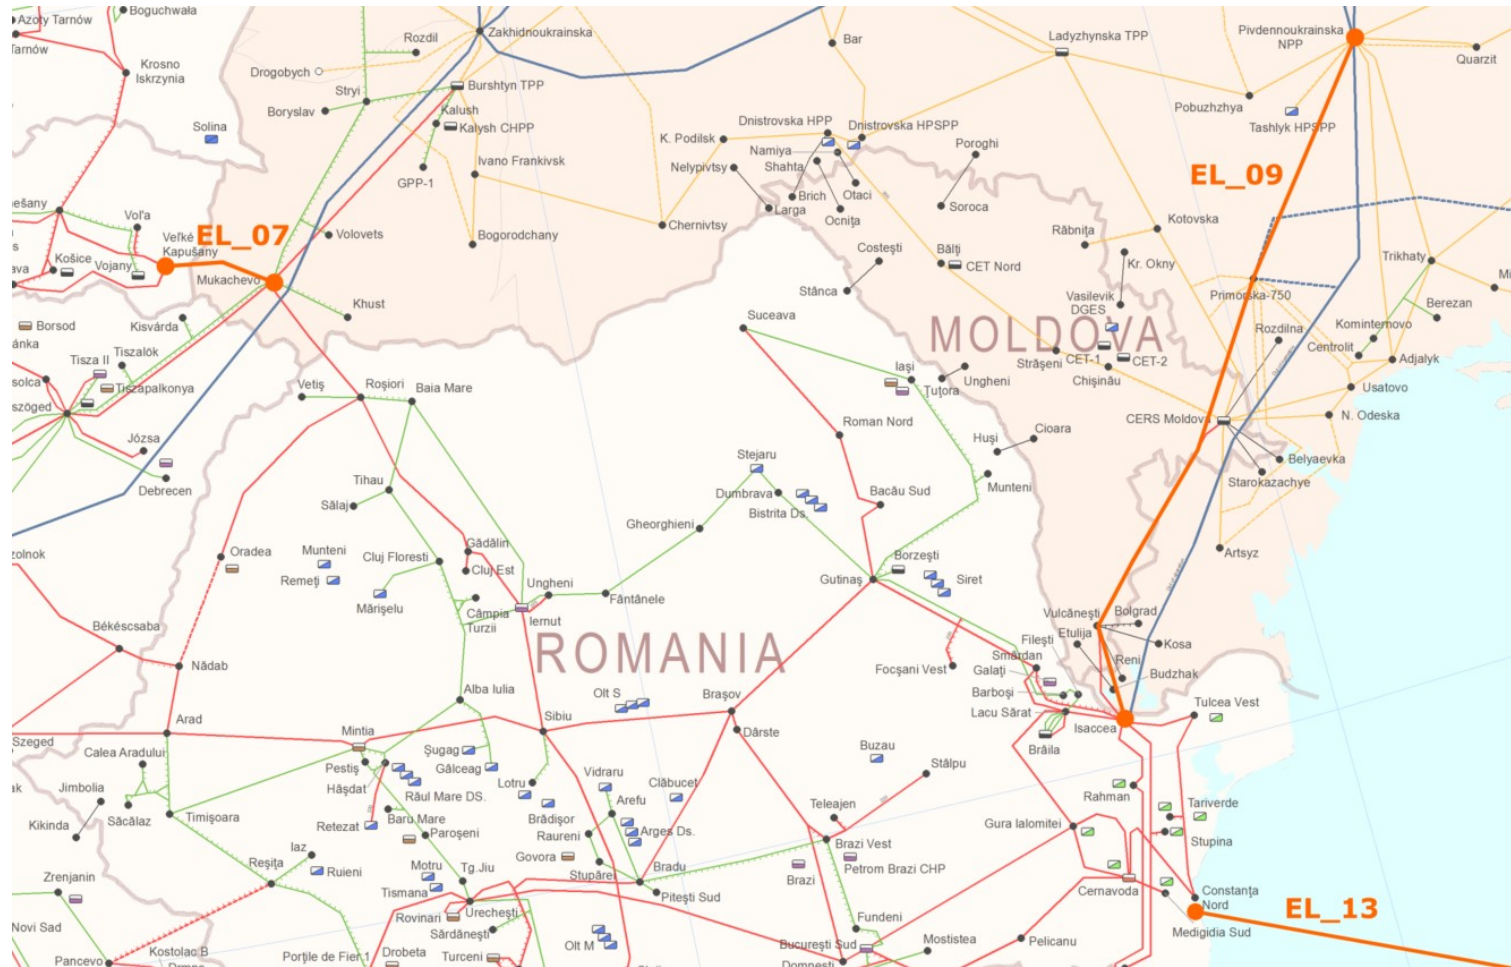 Boguchwała
Azoty Tarnów
Tarnów
Krosno
Iskrzynia
Rozdil
Zakhidnoukrainska
Drogobych
Stryi
Boryslav
Burshtyn TPP
Kalush
Kalysh CHPP
Solina
Ivano Frankivsk
GPP-1
Bogorodchany
Bar
Ladyzhynska TPP
Pivdennoukrainska
NPP
Quarzit
Pobuzhzhya
Tashlyk HPSPP
Dnistrovska HPP
Dnistrovska HPSPP
K. Podilsk
Namiya
Shahta
Nelypivtsy
Poroghi
Brich
Otaci
Larga
Ocnița
Soroca
Chernivtsy
EL_09
Kotovska
Vol'a
Veľké
Kapušany
EL_07
Košice
Vojany
Volovets
Mukachevo
Khust
Costești
Bălți
CET Nord
Râbnița
Kr. Okny
Trikhaty
Stânca
Vasilevik
DGES
Primorska-750
Berezan
Borsod
Kisvárda
Tisza II
Tiszalök
Tiszapalkonya
szöged
Suceava
MOLDOVA
Rozdilna
Kominternovo
Centrolit
Adjalyk
Strășeni
CET-1
CET-2
Chișinău
Usatovo
Vetiș
Roșiori
Baia Mare
Iași
Țuțora
Ungheni
N. Odeska
Józsa
Debrecen
Roman Nord
CERS Moldova
Cioara
Huși
Belyaevka
Starokazachye
Tihau
Sălaj
Stejaru
Dumbrava
Bistrita Ds.
Bacău Sud
Munteni
zolnok
Oradea
Munteni
Remeți
Cluj Floresti
Gădălin
Cluj Est
Gheorghieni
Artsyz
Mărișelu
Câmpia
Turzii
Ungheni
Iernut
Fântânele
Borzești
Gutinaș
Siret
Békéscsaba
Nădab
ROMANIA
Vulcănești
Bolgrad
Etulija
Kosa
Filești
Smârdan
Galați
Reni
Budzhak
Focșani Vest
Barboși
Lacu Sărat
Isaccea
Tulcea Vest
Alba Iulia
Olt S
Brașov
Arad
Szeged
Calea Aradului
Mintia
Sibiu
Dârste
Brăila
Pestiș
Hășdat
Șugag
Gâlceag
Buzau
Stâlpu
Jimbolia
Kikinda
Săcălaz
Timișoara
Râul Mare DS.
Retezat
Lotru
Vidraru
Clăbucet
Arefu
Teleajen
Rahman
Tariverde
Baru Mare
Paroșeni
Brădișor
Raureni
Arges Ds.
Gura Ialomitei
Stupina
Iaz
Ruieni
Reșița
Motru
Tismana
Tg.Jiu
Govora
Stupărei
Bradu
Pitești Sud
Brazi
Brazi Vest
Petrom Brazi CHP
Cernavoda
Constanța
Nord
Zrenjanin
Novi Sad
Rovinari
Urechești
Sărdănești
Olt M
Fundeni
București Sud
Mostistea
Pelicanu
Medigidia Sud
EL_13
Pancevo
Kostolac B
Porțile de Fier 1
Drobeta
Turceni
Domnești